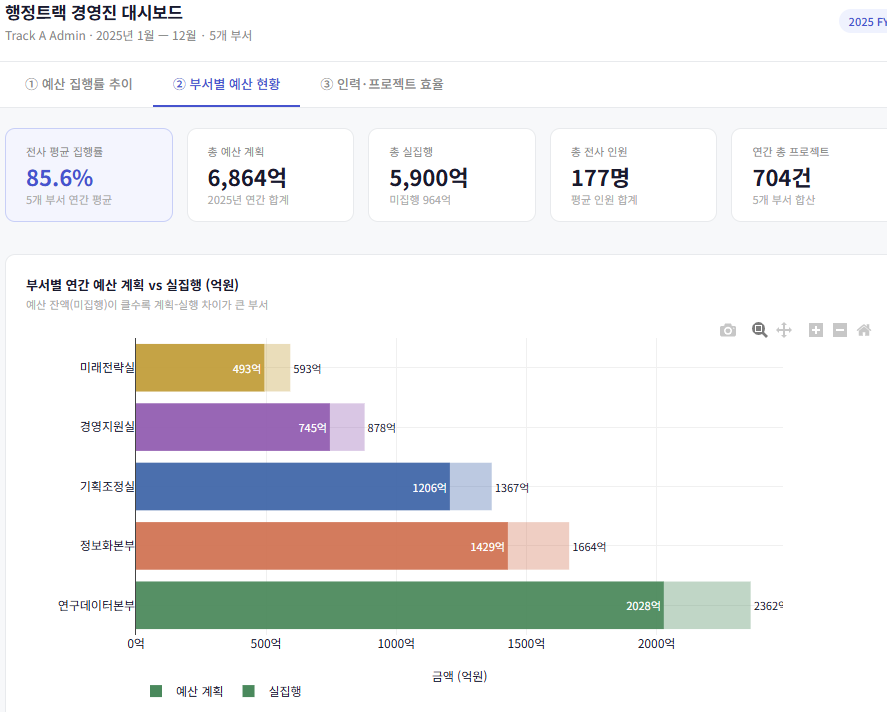 행정트랙 경영진 대시보드
Track A Admin · 2025년 1월 — 12월 · 5개 부서
2025 FY
① 예산 집행률 추이
② 부서별 예산 현황
③ 인력·프로젝트 효율
전사 평균 집행률
85.6%
5개 부서 연간 평균
총 예산 계획
6,864억
2025년 연간 합계
총 실집행
5,900억
미집행 964억
총 전사 인원
177명
평균 인원 합계
연간 총 프로젝트
704건
5개 부서 합산
부서별 연간 예산 계획 vs 실집행 (억원)
예산 잔액(미집행)이 클수록 계획-실행 차이가 큰 부서
미래전략실 493억 593억
경영지원실 745억 878억
기획조정실 1206억 1367억
정보화본부 1429억 1664억
연구데이터본부 2028억 2362억
0억 500억 1000억 1500억 2000억
금액 (억원)
예산 계획 실집행